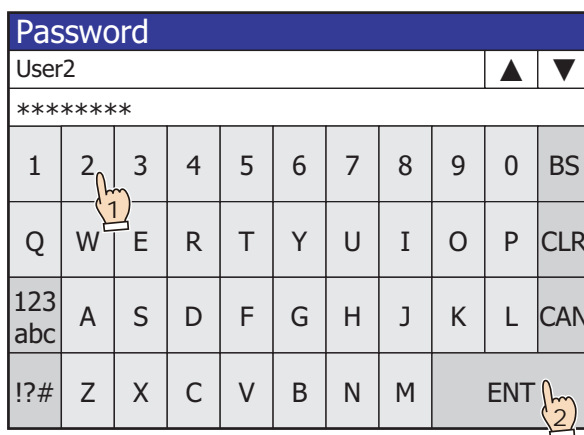 Password
User2 ▲ ▼
********
1 2 3 4 5 6 7 8 9 0 BS
1
Q W E R T Y U I O P CLR
123 abc A S D F G H J K L CAN
!?# Z X C V B N M ENT
2